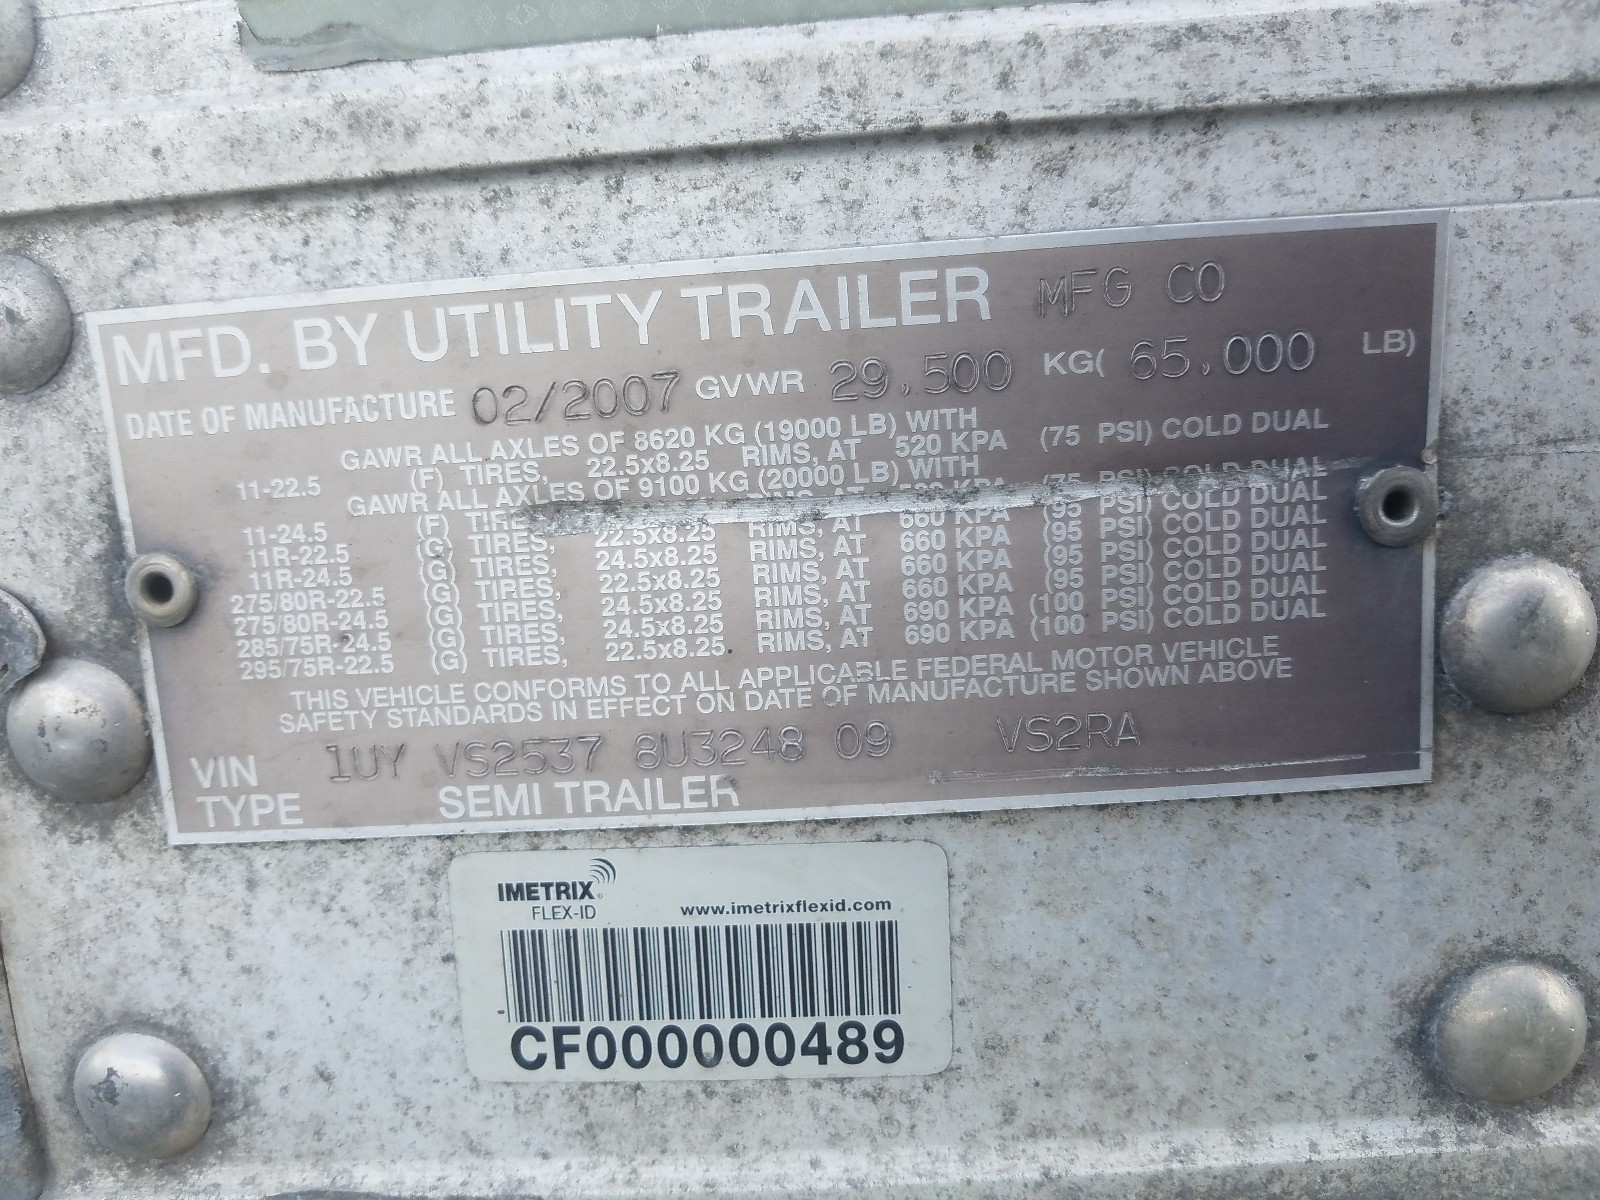 MFD. BY UTILITY TRAILER MFG CO
DATE OF MANUFACTURE 02/2007 GVWR 29,500 KG( 65,000 LB)
GAWR ALL AXLES OF 8620 KG (19000 LB) WITH
11-22.5 (F) TIRES, 22.5x8.25 RIMS, AT 520 KPA (75 PSI) COLD DUAL
GAWR ALL AXLES OF 9100 KG (20000 LB) WITH
11-24.5 (F) RIMS, AT KPA (75 PSI) COLD DUAL
11R-22.5 (G) TIRES, 22.5x8.25 RIMS, AT 660 KPA (95 PSI) COLD DUAL
11R-24.5 (G) TIRES, 24.5x8.25 RIMS, AT 660 KPA (95 PSI) COLD DUAL
275/80R-22.5 (G) TIRES, 22.5x8.25 RIMS, AT 660 KPA (95 PSI) COLD DUAL
275/80R-24.5 (G) TIRES, 24.5x8.25 RIMS, AT 660 KPA (95 PSI) COLD DUAL
285/75R-24.5 (G) TIRES, 24.5x8.25 RIMS, AT 690 KPA (100 PSI) COLD DUAL
295/75R-22.5 (G) TIRES, 22.5x8.25 RIMS, AT 690 KPA (100 PSI) COLD DUAL
THIS VEHICLE CONFORMS TO ALL APPLICABLE FEDERAL MOTOR VEHICLE
SAFETY STANDARDS IN EFFECT ON DATE OF MANUFACTURE SHOWN ABOVE
VIN 1UY VS2537 8U3248 09 VS2RA
TYPE SEMI TRAILER
IMETRIX
FLEX-ID www.imetrixflexid.com
CF000000489